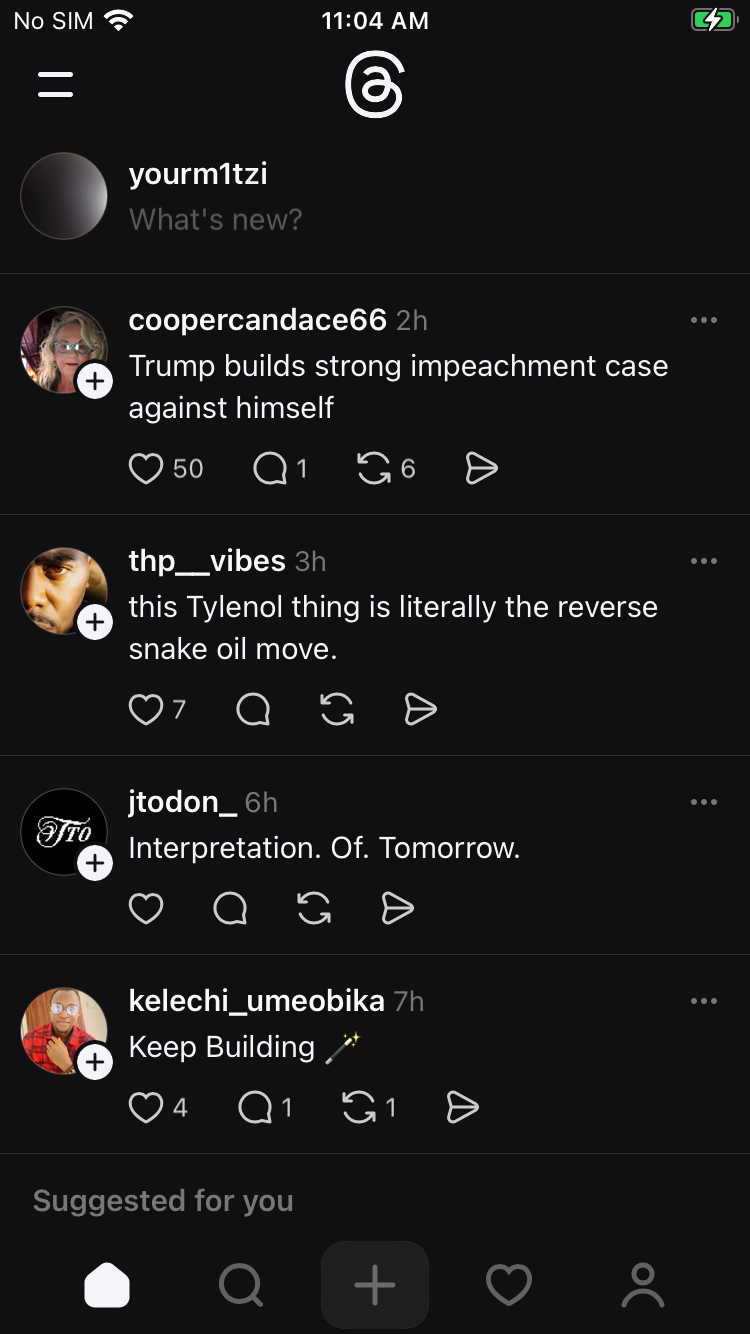 No SIM 11:04 AM
yourm1tzi
What's new?
coopercandace66 2h
Trump builds strong impeachment case
against himself
50 1 6
thp__vibes 3h
this Tylenol thing is literally the reverse
snake oil move.
7
JTO
jtodon_ 6h
Interpretation. Of. Tomorrow.
kelechi_umeobika 7h
Keep Building 🪄
4 1 1
Suggested for you